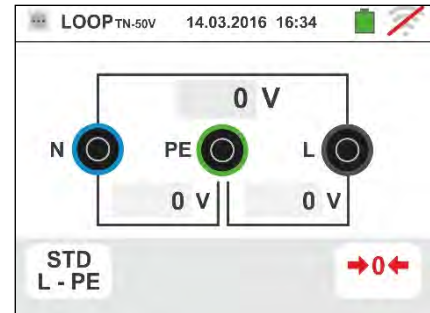 LOOP TN-50V 14.03.2016 16:34
0 V
N PE L
0 V 0 V
STD
L - PE
→0←